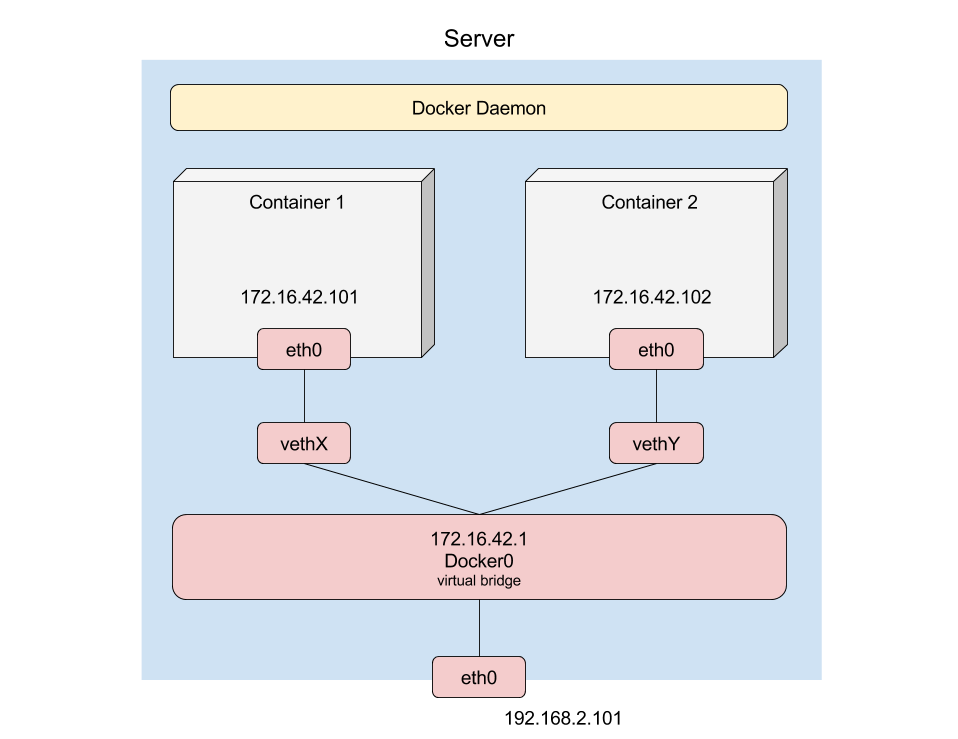 Server
Docker Daemon
Container 1
Container 2
172.16.42.101
172.16.42.102
eth0
eth0
vethX
vethY
172.16.42.1
Docker0
virtual bridge
eth0
192.168.2.101